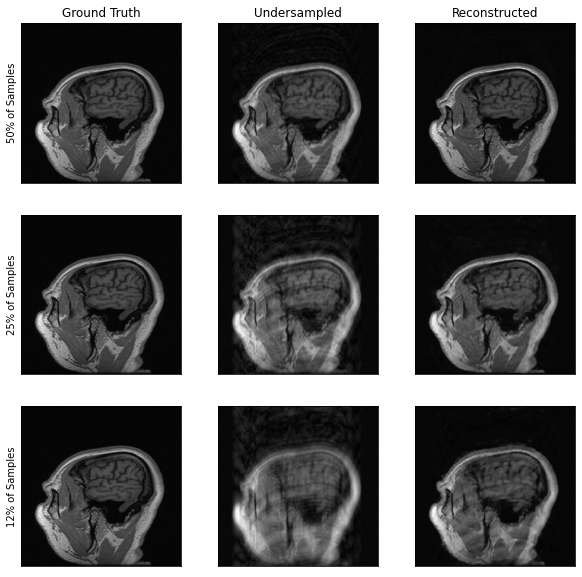 Ground Truth
Undersampled
Reconstructed
50% of Samples
25% of Samples
12% of Samples